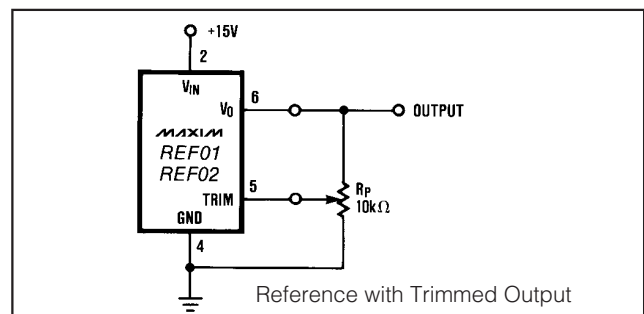 +15V
2
VIN
6
VO
OUTPUT
MAXIM
REF01
REF02
5
TRIM
RP
10kΩ
GND
4
Reference with Trimmed Output